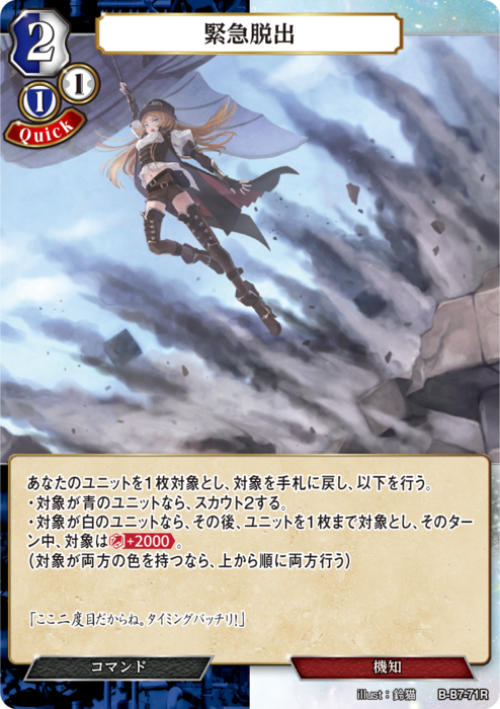 2
緊急脱出
1
1
Quick
あなたのユニットを1枚対象とし、対象を手札に戻し、以下を行う。
・対象が青のユニットなら、スカウト2する。
・対象が白のユニットなら、その後、ユニットを1枚まで対象とし、そのター
ン中、対象は+2000。
(対象が両方の色を持つなら、上から順に両方行う)
「ここ二度目だからね。タイミングバッチリ!」
コマンド
機知
illust:鈴猫 B-B7-71R